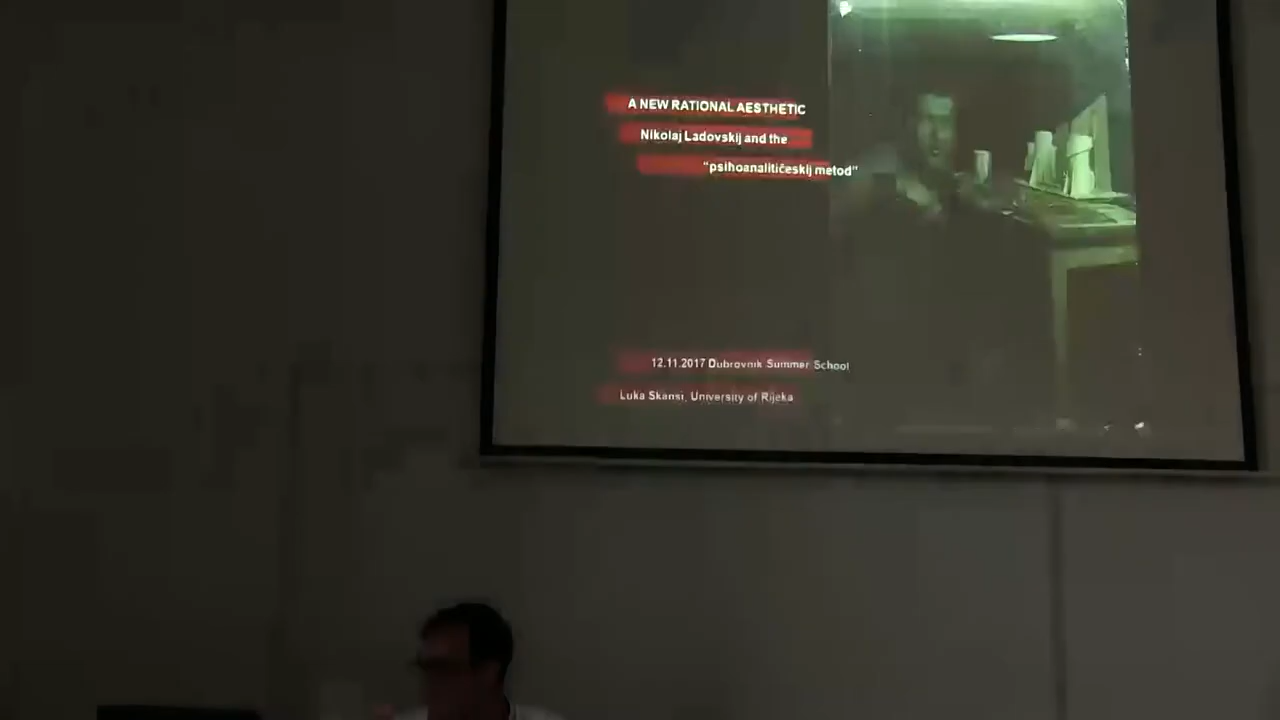 A NEW RATIONAL AESTHETIC
Nikolaj Ladovskij and the
"psihoanalitičeskij metod"
12.11.2017 Dubrovnik Summer School
Luka Skansi, University of Rijeka